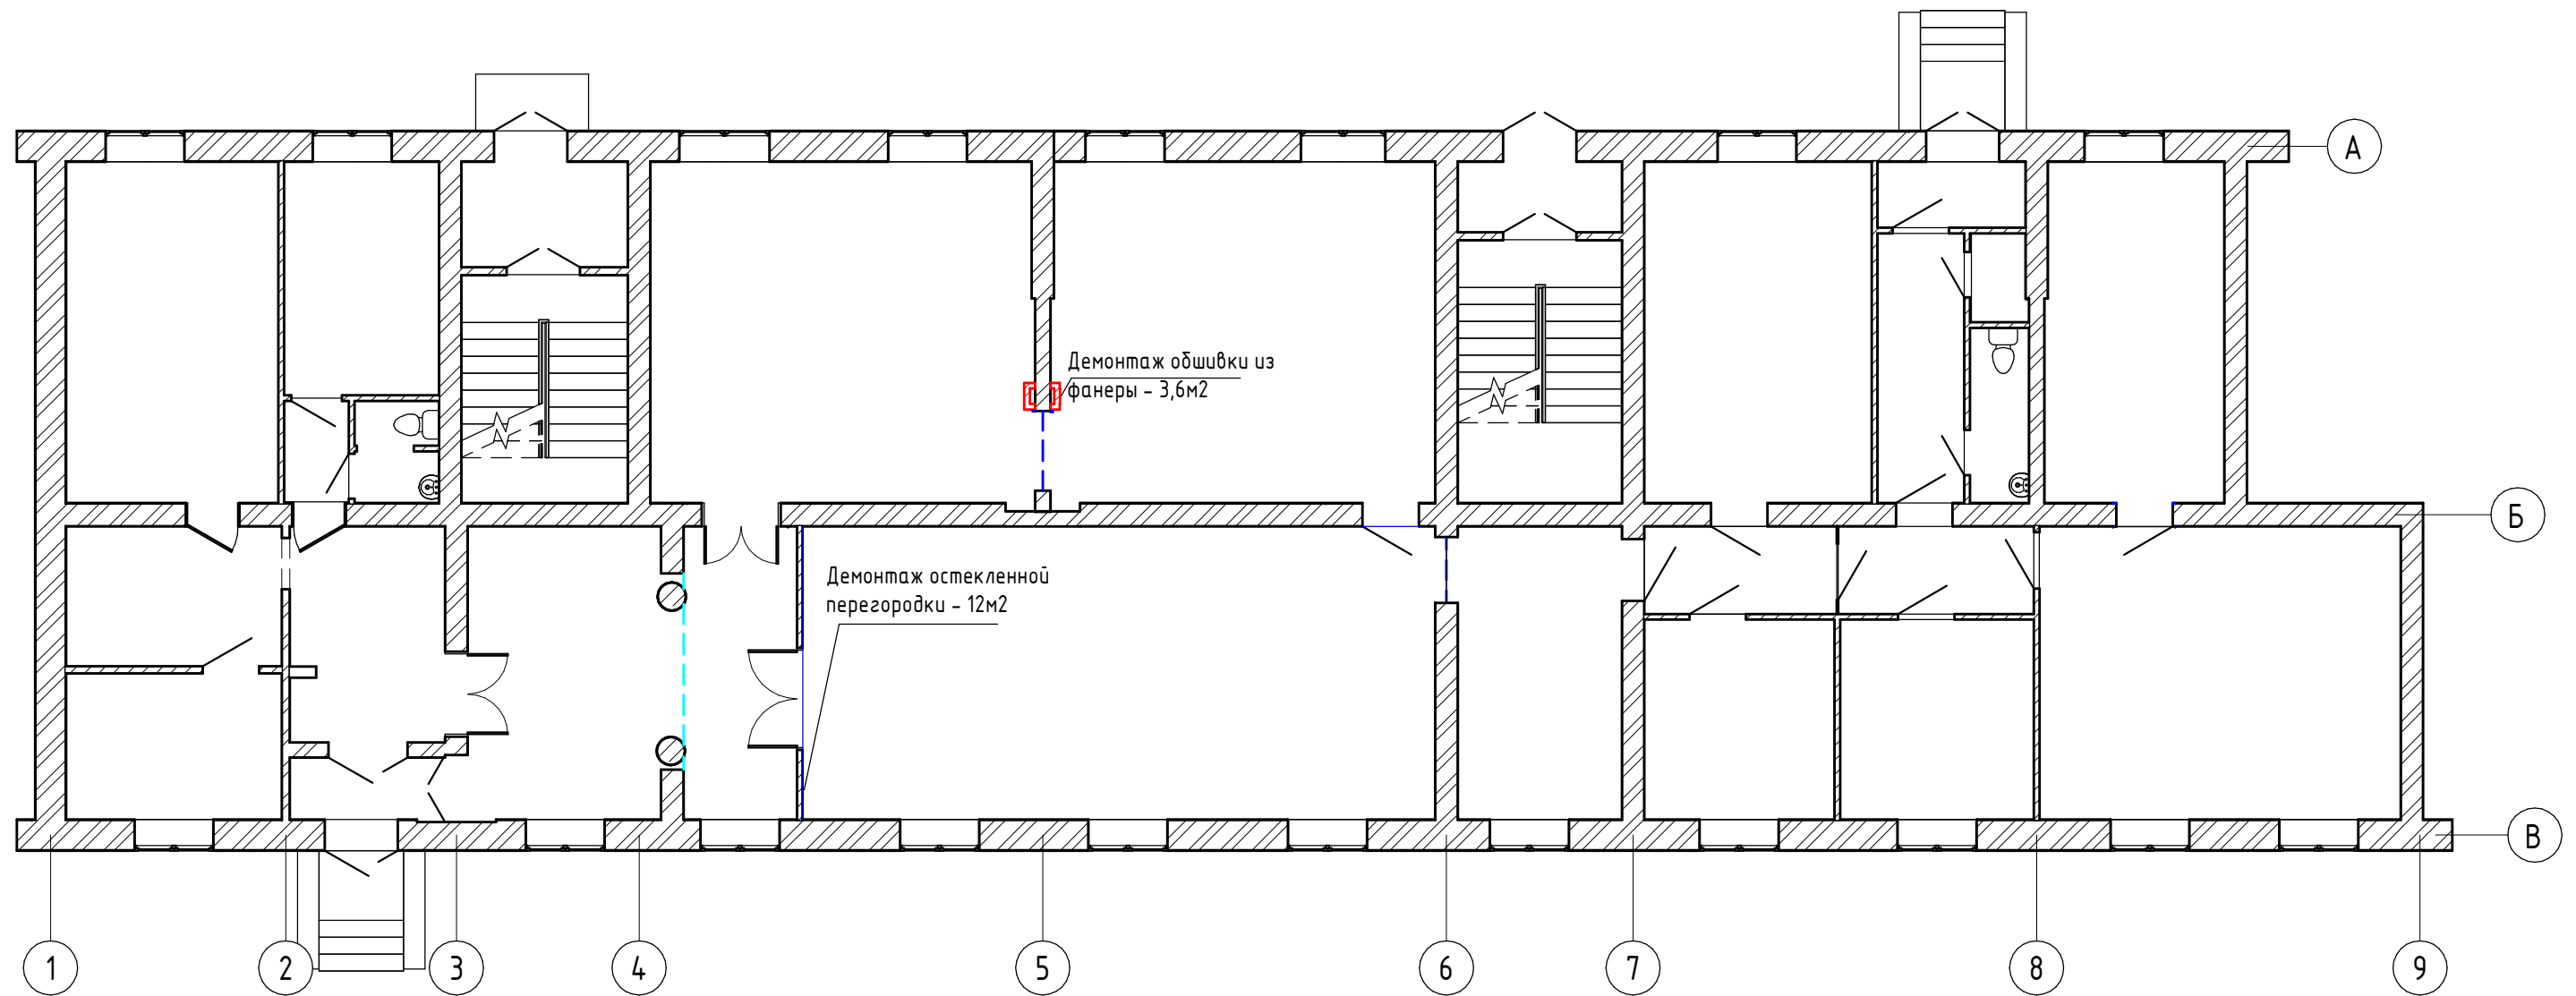 А
Демонтаж обшивки из
фанеры - 3,6м2
Б
Демонтаж остекленной
перегородки - 12м2
В
1
2
3
4
5
6
7
8
9